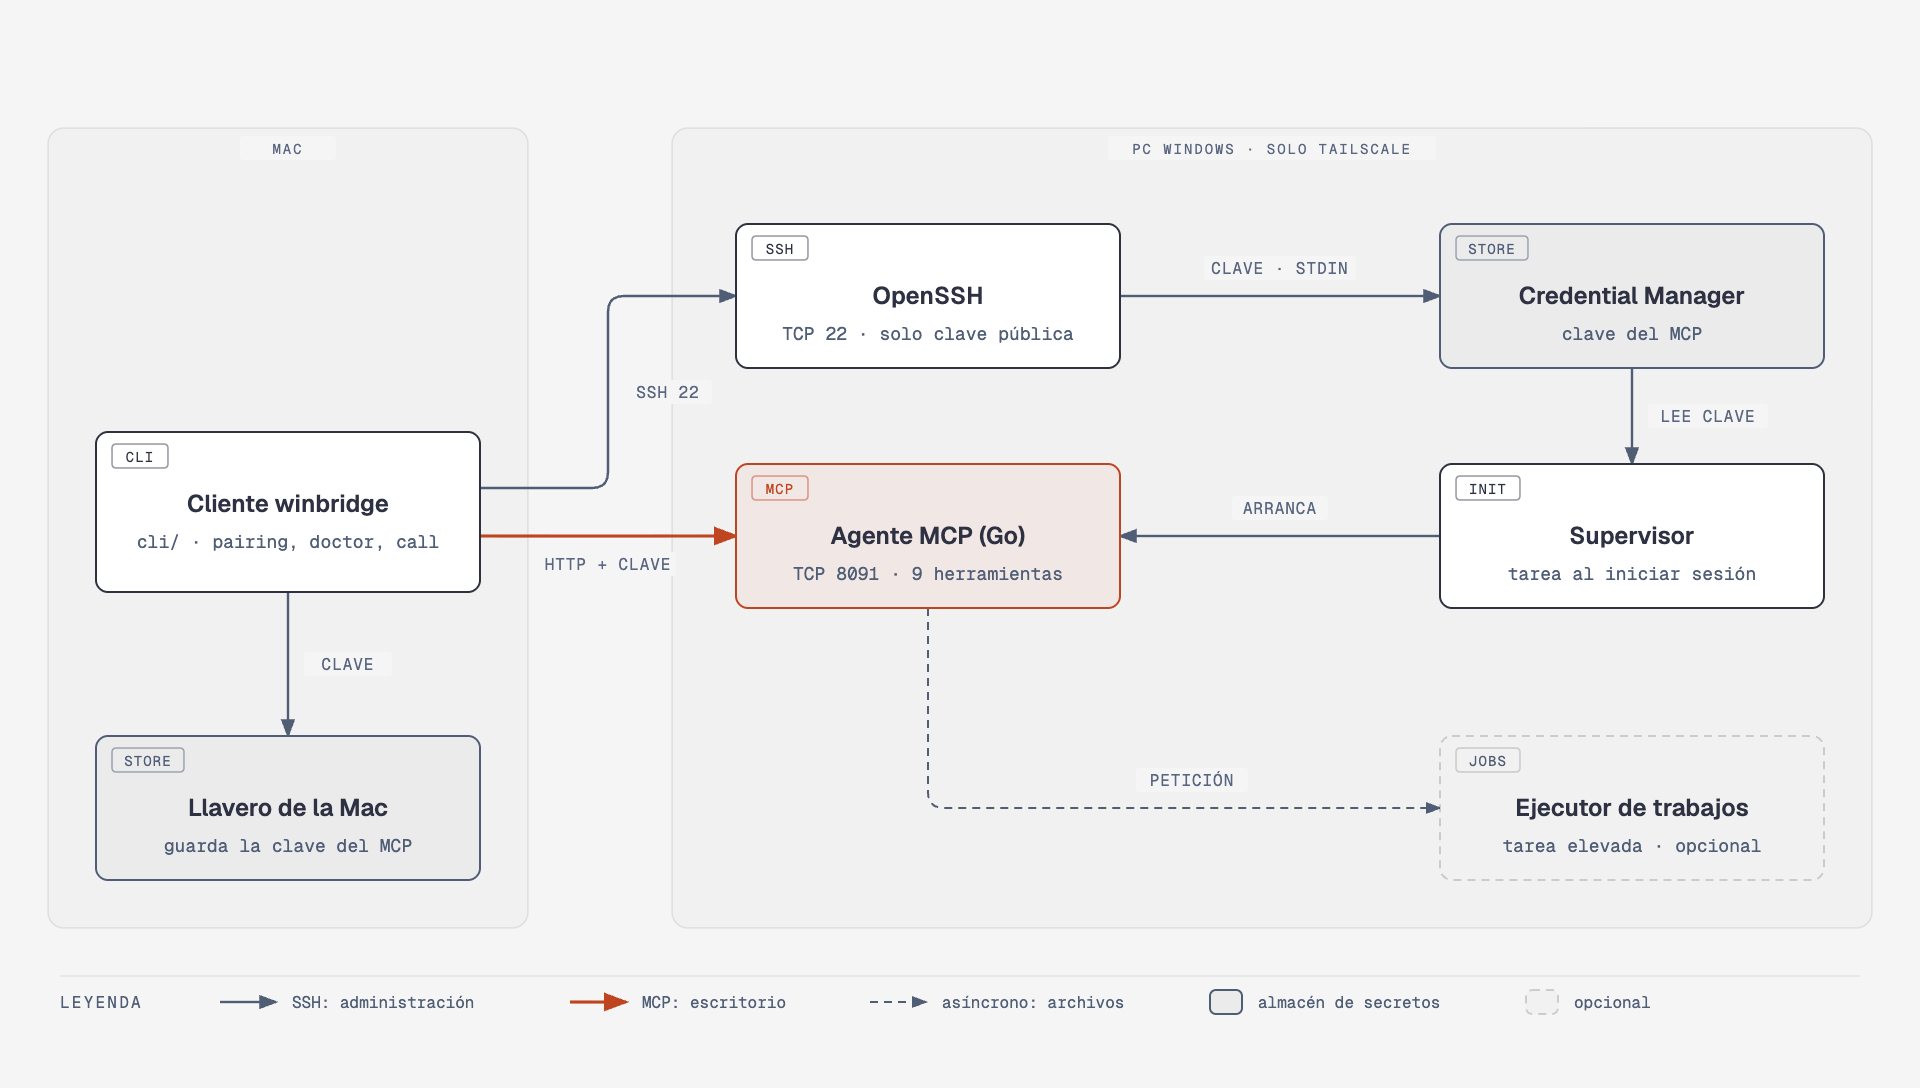 MAC
PC WINDOWS · SOLO TAILSCALE
SSH
OpenSSH
TCP 22 · solo clave pública
CLAVE · STDIN
STORE
Credential Manager
clave del MCP
SSH 22
LEE CLAVE
CLI
Cliente winbridge
cli/ · pairing, doctor, call
HTTP + CLAVE
MCP
Agente MCP (Go)
TCP 8091 · 9 herramientas
ARRANCA
INIT
Supervisor
tarea al iniciar sesión
CLAVE
STORE
Llavero de la Mac
guarda la clave del MCP
PETICIÓN
JOBS
Ejecutor de trabajos
tarea elevada · opcional
LEYENDA
SSH: administración
MCP: escritorio
asíncrono: archivos
almacén de secretos
opcional